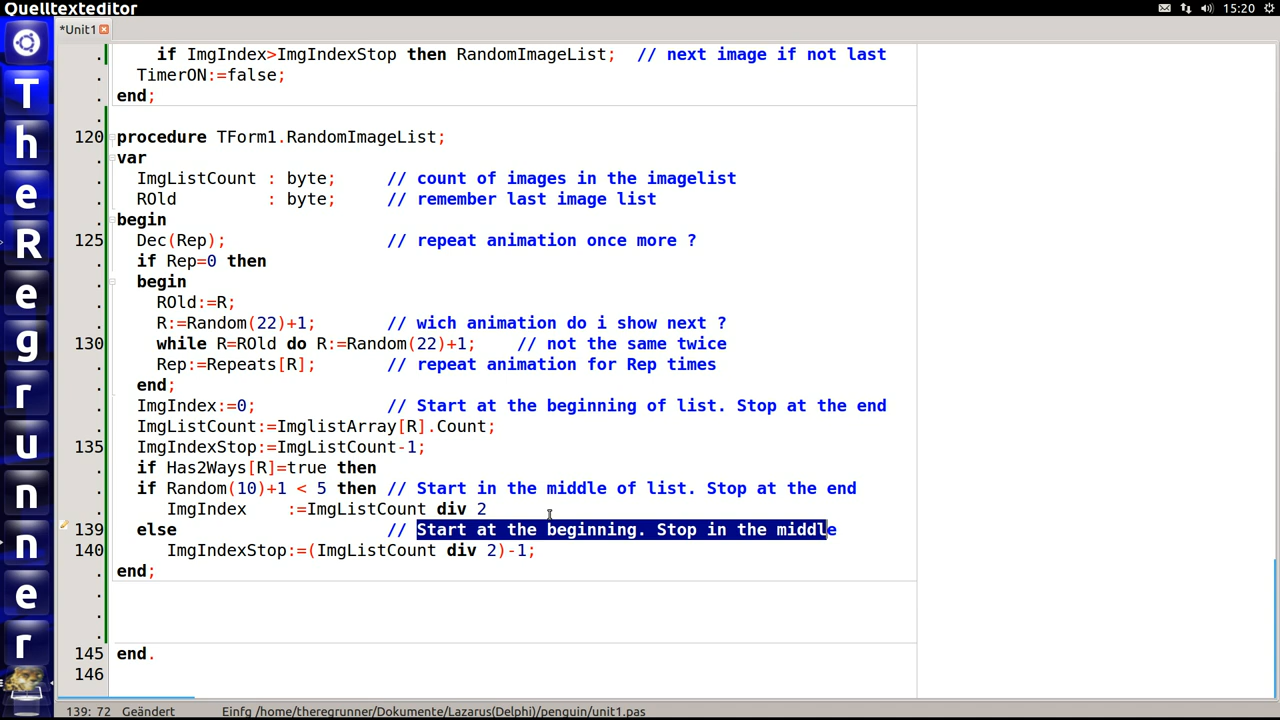 Quelltexteditor
15:20
*Unit1
if ImgIndex>ImgIndexStop then RandomImageList;  // next image if not last
. TimerON:=false;
. end;
.
120 procedure TForm1.RandomImageList;
. var
. ImgListCount : byte;     // count of images in the imagelist
. ROld         : byte;     // remember last image list
. begin
125 Dec(Rep);                // repeat animation once more ?
. if Rep=0 then
. begin
. ROld:=R;
. R:=Random(22)+1;       // wich animation do i show next ?
130 while R=ROld do R:=Random(22)+1;    // not the same twice
. Rep:=Repeats[R];       // repeat animation for Rep times
. end;
. ImgIndex:=0;             // Start at the beginning of list. Stop at the end
. ImgListCount:=ImglistArray[R].Count;
135 ImgIndexStop:=ImgListCount-1;
. if Has2Ways[R]=true then
. if Random(10)+1 < 5 then // Start in the middle of list. Stop at the end
. ImgIndex    :=ImgListCount div 2
139 else                     // Start at the beginning. Stop in the middle
140 ImgIndexStop:=(ImgListCount div 2)-1;
. end;
.
.
.
145 end.
146
139: 72 Geändert Einfg /home/theregrunner/Dokumente/Lazarus(Delphi)/penguin/unit1.pas
T
h
e
R
e
g
r
u
n
n
e
r